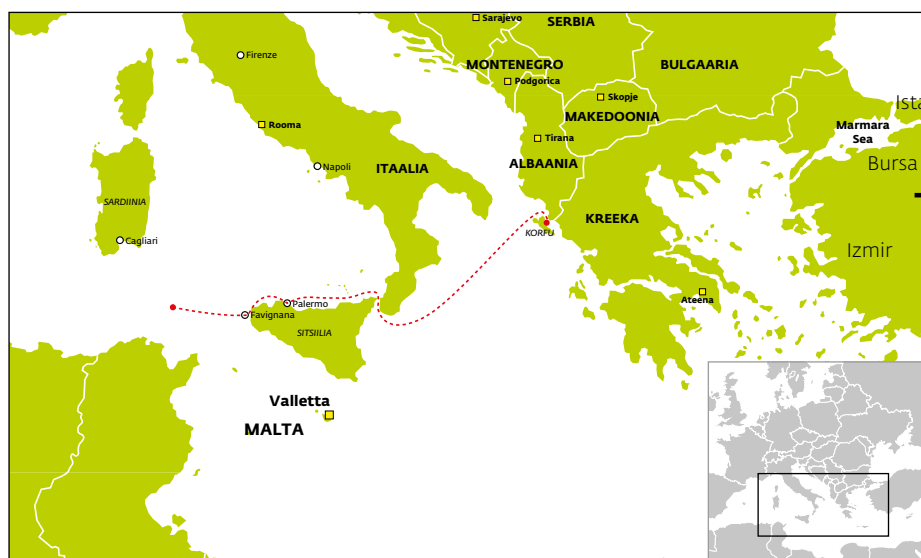 Sarajevo
SERBIA
Firenze
MONTENEGRO
BULGAARIA
Podgorica
Skopje
Ista
MAKEDOONIA
Rooma
Marmara
Sea
Tirana
Napoli
ITAALIA
ALBAANIA
Bursa
SARDIINIA
KREEKA
KORFU
Cagliari
Izmir
Ateena
Palermo
Favignana
SITSIILIA
Valletta
MALTA